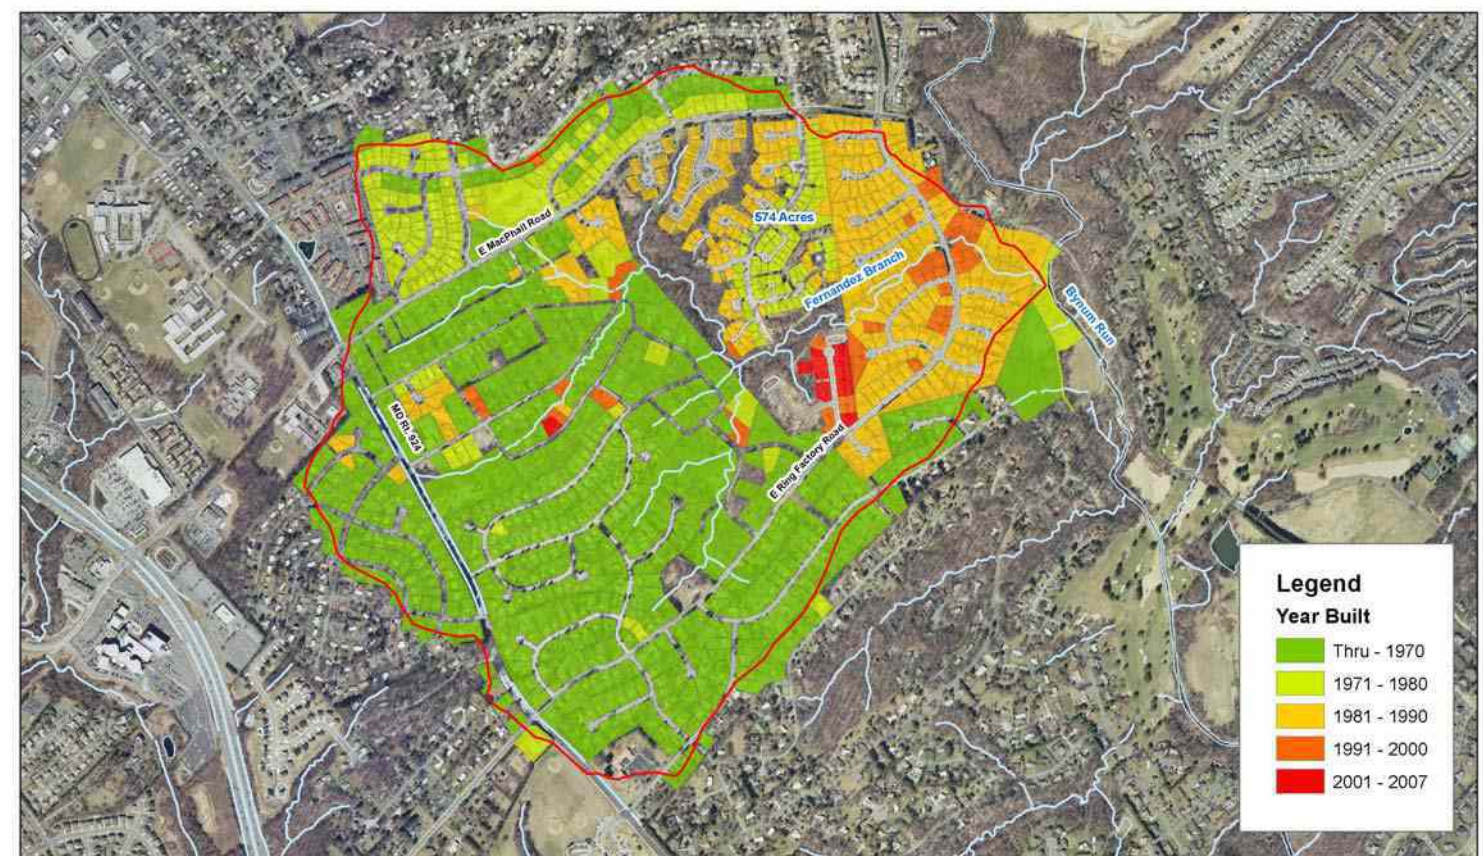 574 Acres
E MacPhail Road
Fernandez Branch
Bynum Run
MD Rt. 924
E Ring Factory Road
Legend
Year Built
Thru - 1970
1971 - 1980
1981 - 1990
1991 - 2000
2001 - 2007